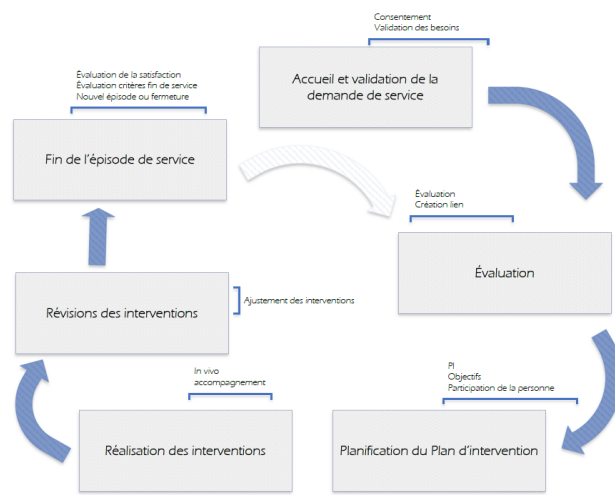 Consentement
Validation des besoins
Accueil et validation de la
demande de service
Évaluation de la satisfaction
Évaluation critères fin de service
Nouvel épisode ou fermeture
Fin de l'épisode de service
Évaluation
Création lien
Évaluation
Révisions des interventions
Ajustement des interventions
In vivo
accompagnement
Réalisation des interventions
PI
Objectifs
Participation de la personne
Planification du Plan d'intervention